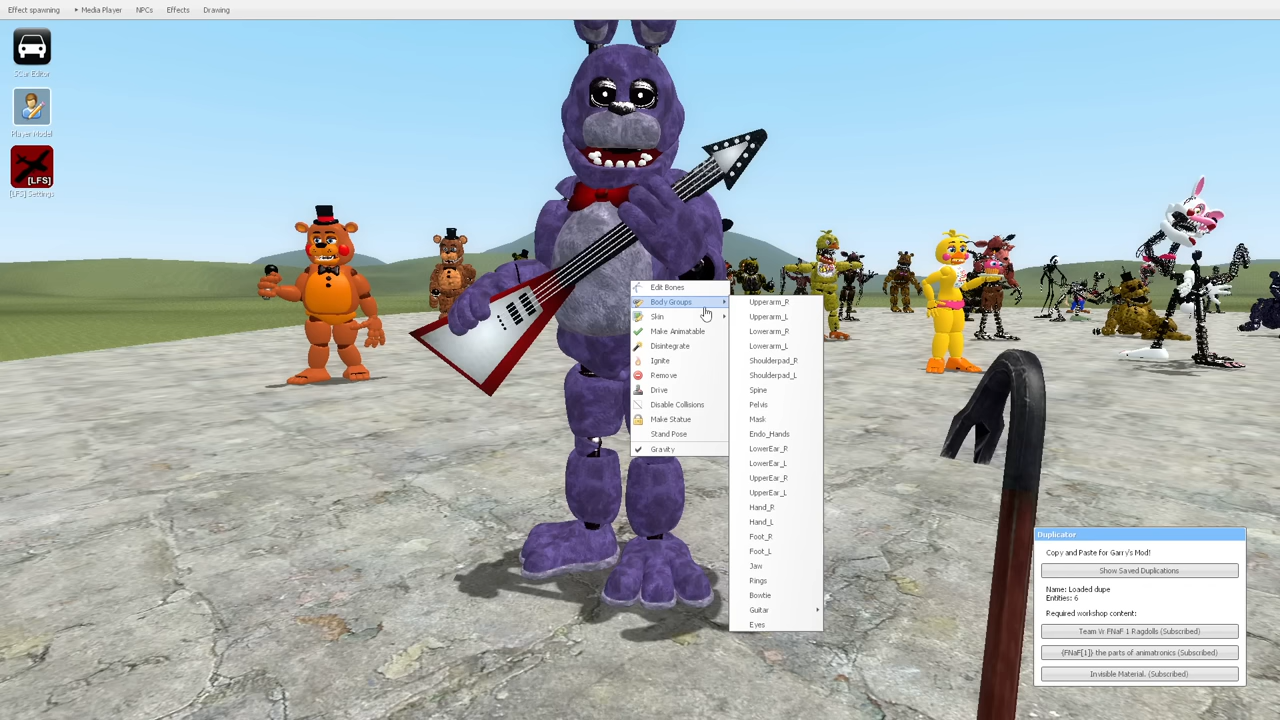 Effect spawning
Media Player
NPCs
Effects
Drawing
SCar Editor
Player Model
[LFS]
[LFS] Settings
Edit Bones
Body Groups
Skin
Make Animatable
Disintegrate
Ignite
Remove
Drive
Disable Collisions
Make Statue
Stand Pose
Gravity
Upperarm_R
Upperarm_L
Lowerarm_R
Lowerarm_L
Shoulderpad_R
Shoulderpad_L
Spine
Pelvis
Mask
Endo_Hands
LowerEar_R
LowerEar_L
UpperEar_R
UpperEar_L
Hand_R
Hand_L
Foot_R
Foot_L
Jaw
Rings
Bowtie
Guitar
Eyes
Duplicator
Copy and Paste for Garry's Mod!
Show Saved Duplications
Name: Loaded dupe
Entities: 6
Required workshop content:
Team Vr FNaF 1 Ragdolls (Subscribed)
{FNaF[1]} the parts of animatronics (Subscribed)
Invisible Material. (Subscribed)